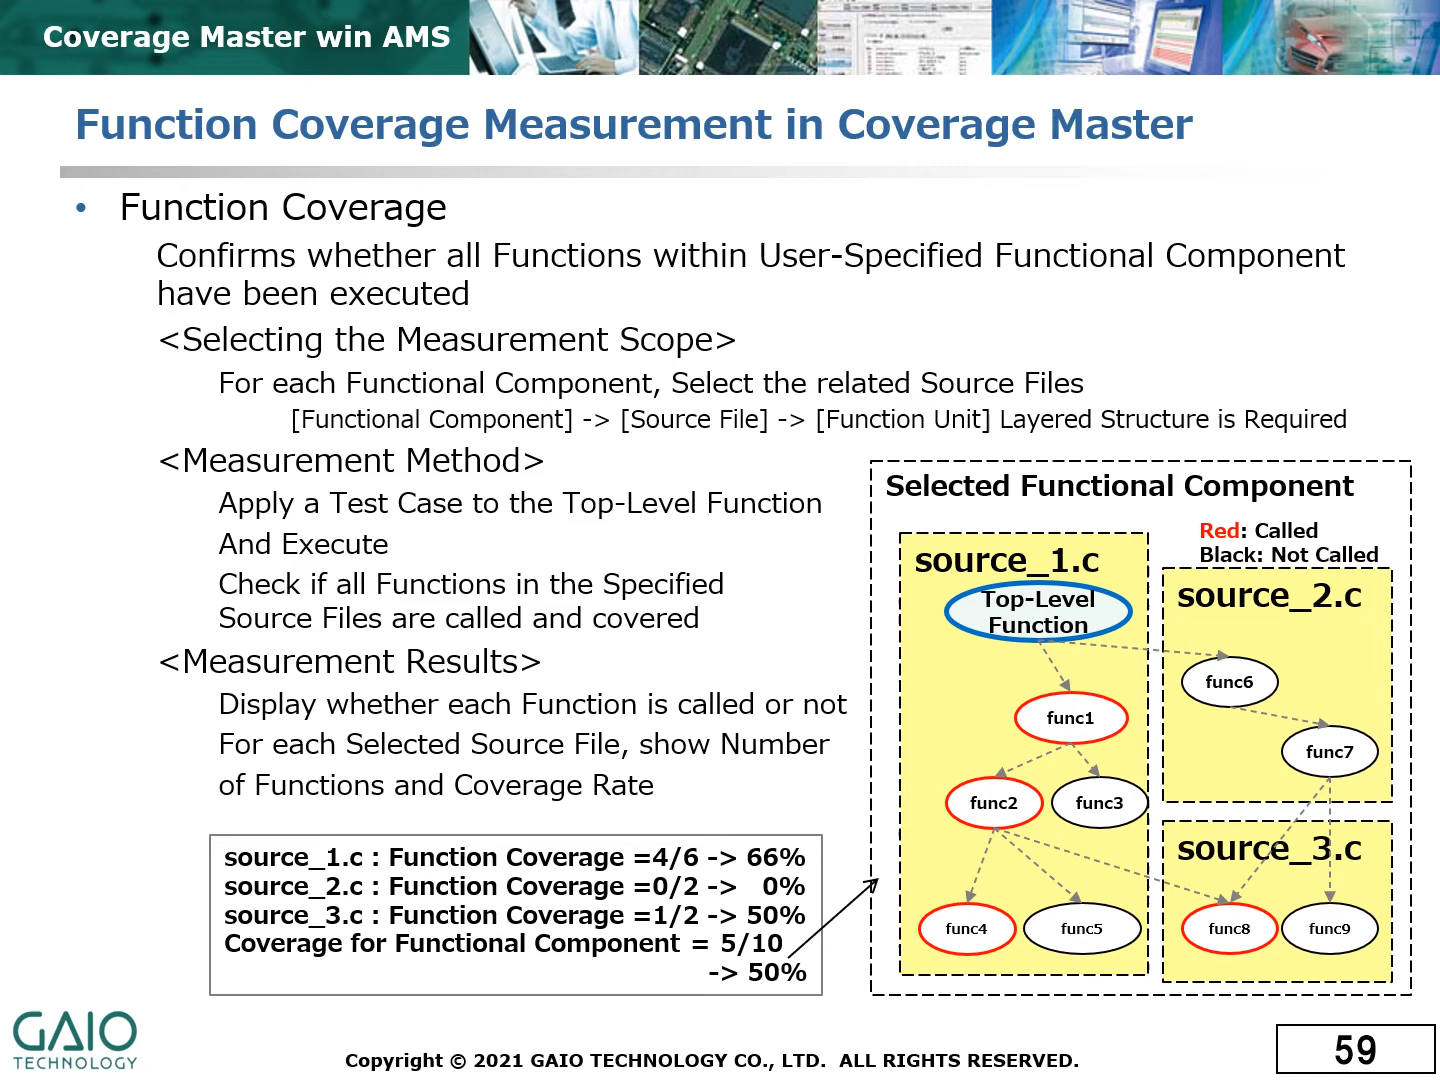 Coverage Master win AMS
Function Coverage Measurement in Coverage Master
• Function Coverage
Confirms whether all Functions within User-Specified Functional Component
have been executed
<Selecting the Measurement Scope>
For each Functional Component, Select the related Source Files
[Functional Component] -> [Source File] -> [Function Unit] Layered Structure is Required
<Measurement Method>
Apply a Test Case to the Top-Level Function
And Execute
Check if all Functions in the Specified
Source Files are called and covered
<Measurement Results>
Display whether each Function is called or not
For each Selected Source File, show Number
of Functions and Coverage Rate
source_1.c : Function Coverage =4/6 -> 66%
source_2.c : Function Coverage =0/2 -> 0%
source_3.c : Function Coverage =1/2 -> 50%
Coverage for Functional Component = 5/10
-> 50%
Selected Functional Component
Red: Called
Black: Not Called
source_1.c
Top-Level
Function
func1
func2
func3
func4
func5
source_2.c
func6
func7
source_3.c
func8
func9
GAIO
TECHNOLOGY
Copyright © 2021 GAIO TECHNOLOGY CO., LTD. ALL RIGHTS RESERVED.
59